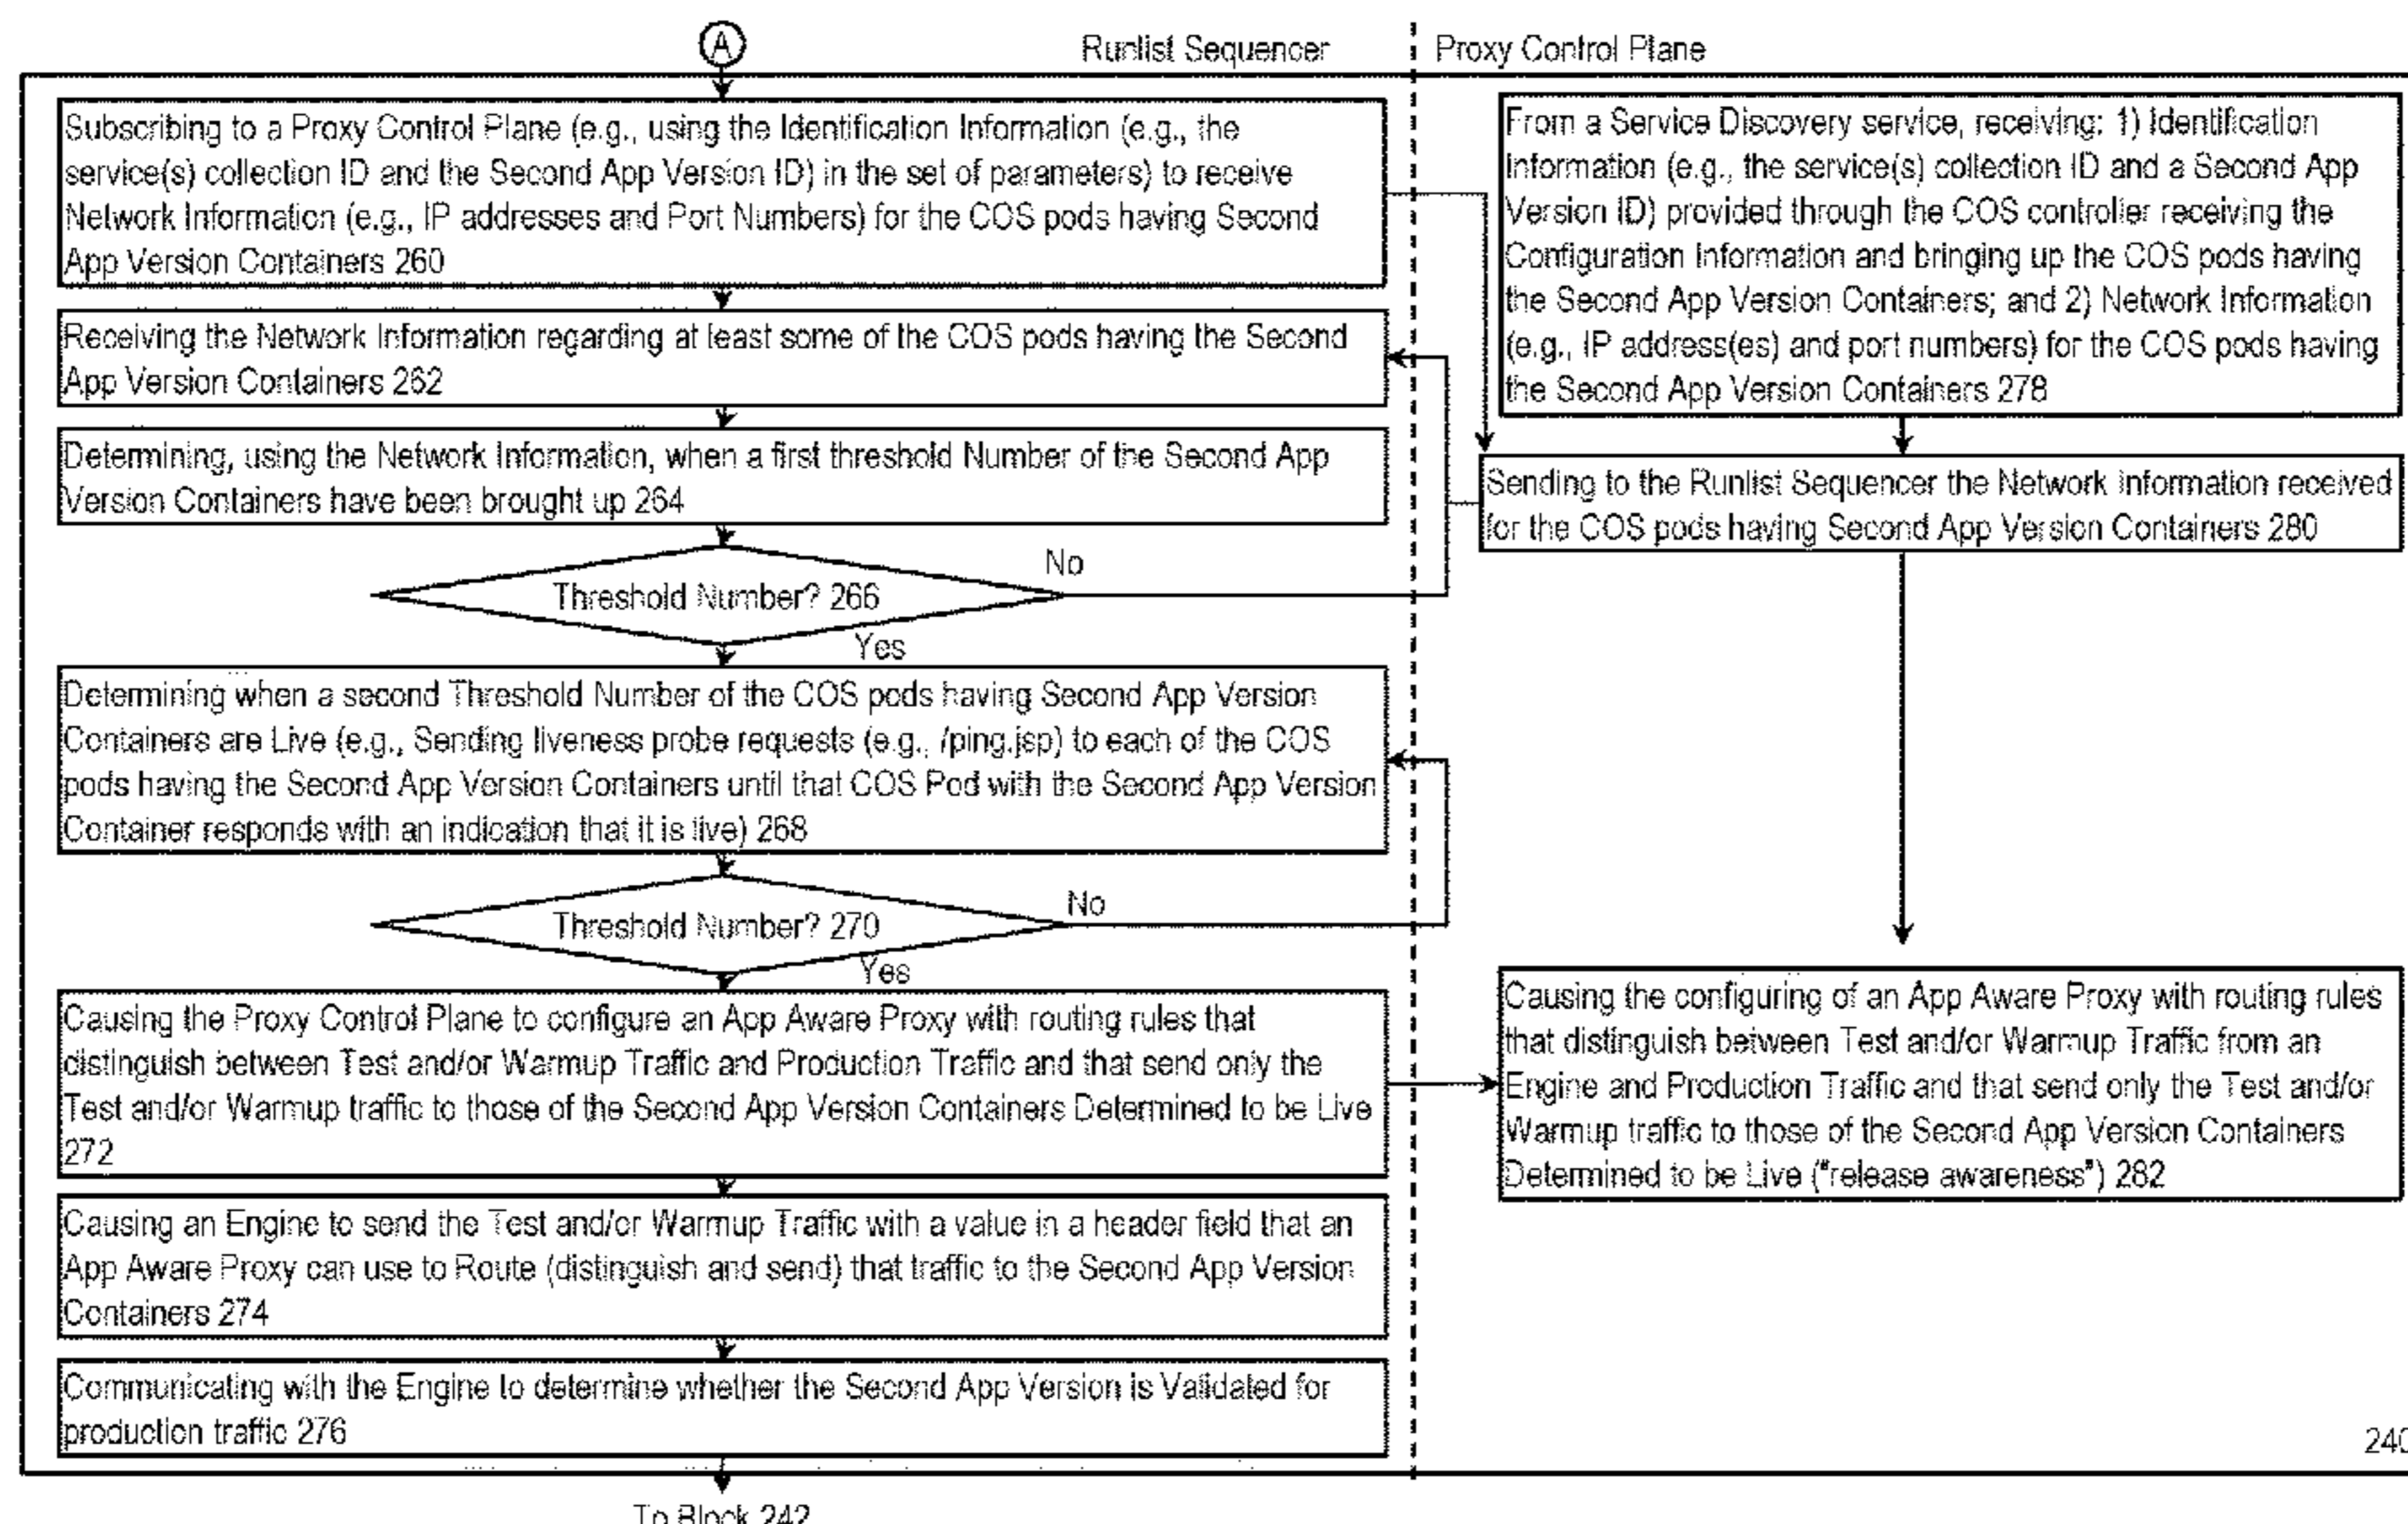 A
Runlist Sequencer
Proxy Control Plane
Subscribing to a Proxy Control Plane (e.g., using the Identification Information (e.g., the
service(s) collection ID and the Second App Version ID) in the set of parameters) to receive
Network Information (e.g., IP addresses and Port Numbers) for the COS pods having Second
App Version Containers 260
Receiving the Network Information regarding at least some of the COS pods having the Second
App Version Containers 262
Determining, using the Network Information, when a first threshold Number of the Second App
Version Containers have been brought up 264
Threshold Number? 266
No
Yes
Determining when a second Threshold Number of the COS pods having Second App Version
Containers are Live (e.g., Sending liveness probe requests (e.g., /ping.jsp) to each of the COS
pods having the Second App Version Containers until that COS Pod with the Second App Version
Container responds with an indication that it is live) 268
Threshold Number? 270
No
Yes
Causing the Proxy Control Plane to configure an App Aware Proxy with routing rules that
distinguish between Test and/or Warmup Traffic and Production Traffic and that send only the
Test and/or Warmup traffic to those of the Second App Version Containers Determined to be Live
272
Causing an Engine to send the Test and/or Warmup Traffic with a value in a header field that an
App Aware Proxy can use to Route (distinguish and send) that traffic to the Second App Version
Containers 274
Communicating with the Engine to determine whether the Second App Version is Validated for
production traffic 276
From a Service Discovery service, receiving: 1) Identification
Information (e.g., the service(s) collection ID and a Second App
Version ID) provided through the COS controller receiving the
Configuration Information and bringing up the COS pods having
the Second App Version Containers; and 2) Network Information
(e.g., IP address(es) and port numbers) for the COS pods having
the Second App Version Containers 278
Sending to the Runlist Sequencer the Network Information received
for the COS pods having Second App Version Containers 280
Causing the configuring of an App Aware Proxy with routing rules
that distinguish between Test and/or Warmup Traffic from an
Engine and Production Traffic and that send only the Test and/or
Warmup traffic to those of the Second App Version Containers
Determined to be Live ("release awareness") 282
240
To Block 242